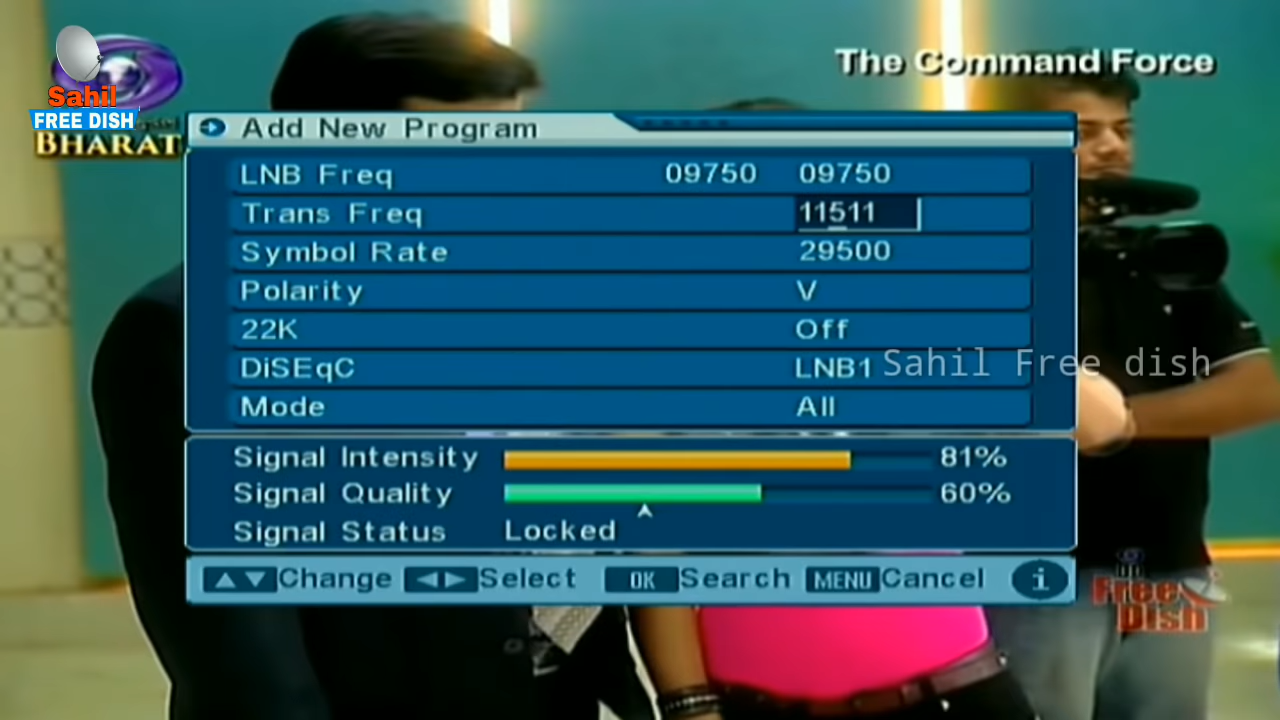 The Command Force
Sahil
FREE DISH
BHARAT
Add New Program
LNB Freq 09750 09750
Trans Freq 11511
Symbol Rate 29500
Polarity V
22K Off
DiSEqC LNB1
Sahil Free dish
Mode All
Signal Intensity 81%
Signal Quality 60%
Signal Status Locked
Change Select OK Search MENU Cancel i
Free
Dish